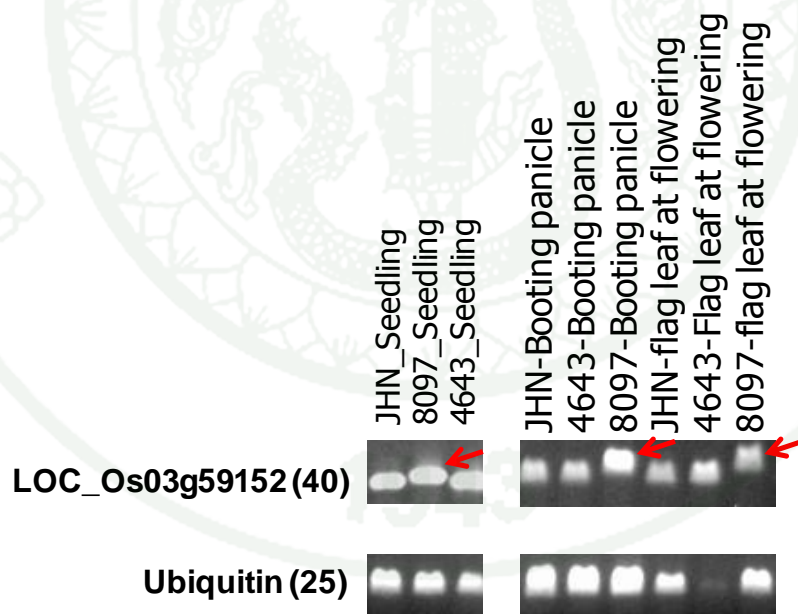 JHN_Seedling
8097_Seedling
4643_Seedling
JHN-Booting panicle
4643-Booting panicle
8097-Booting panicle
JHN-flag leaf at flowering
4643-Flag leaf at flowering
8097-flag leaf at flowering
LOC_Os03g59152 (40)
Ubiquitin (25)
1943